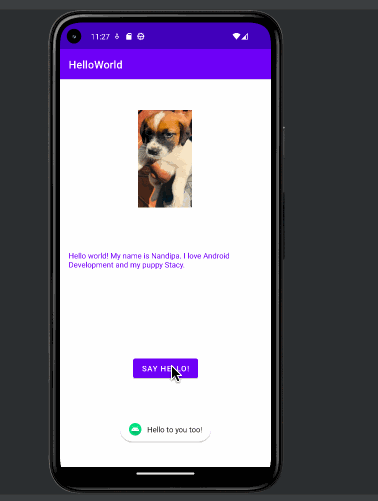 11:27
HelloWorld
Hello world! My name is Nandipa. I love Android
Development and my puppy Stacy.
SAY HELLO!
Hello to you too!